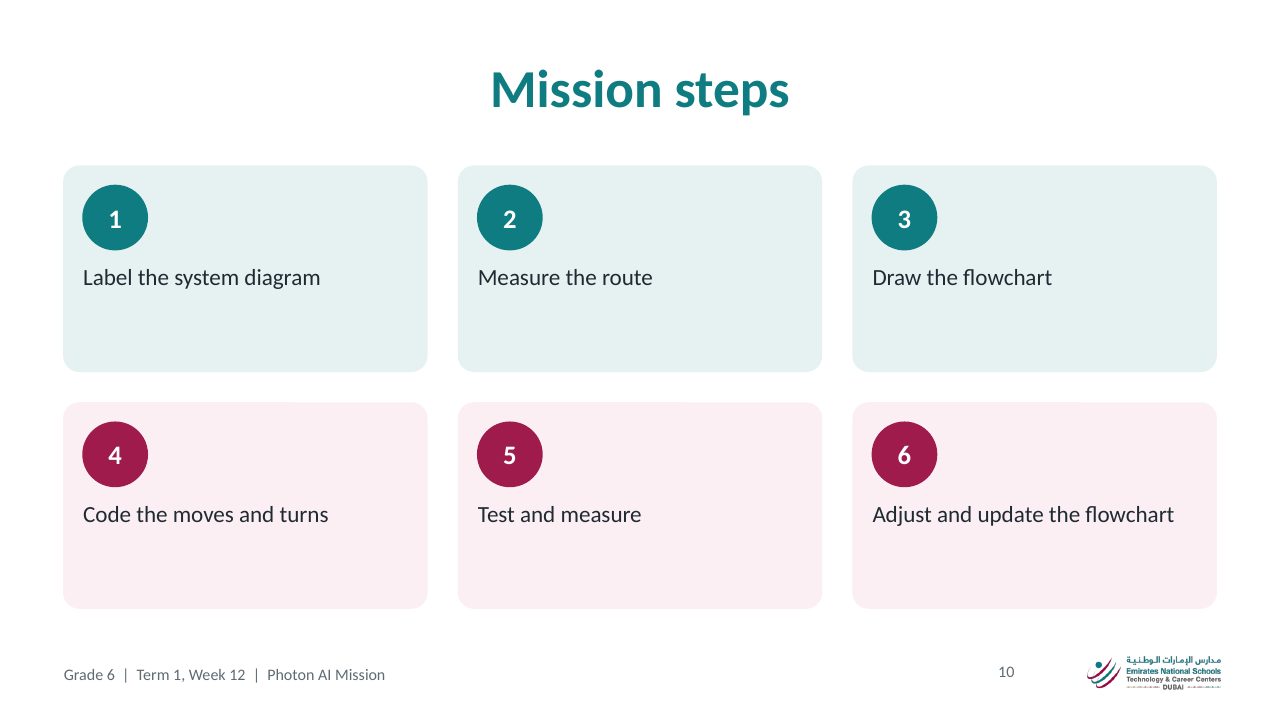 Mission steps
1
Label the system diagram
2
Measure the route
3
Draw the flowchart
4
Code the moves and turns
5
Test and measure
6
Adjust and update the flowchart
Grade 6 | Term 1, Week 12 | Photon AI Mission
10
مدارس الإمارات الوطنية
Emirates National Schools
Technology & Career Centers
DUBAI